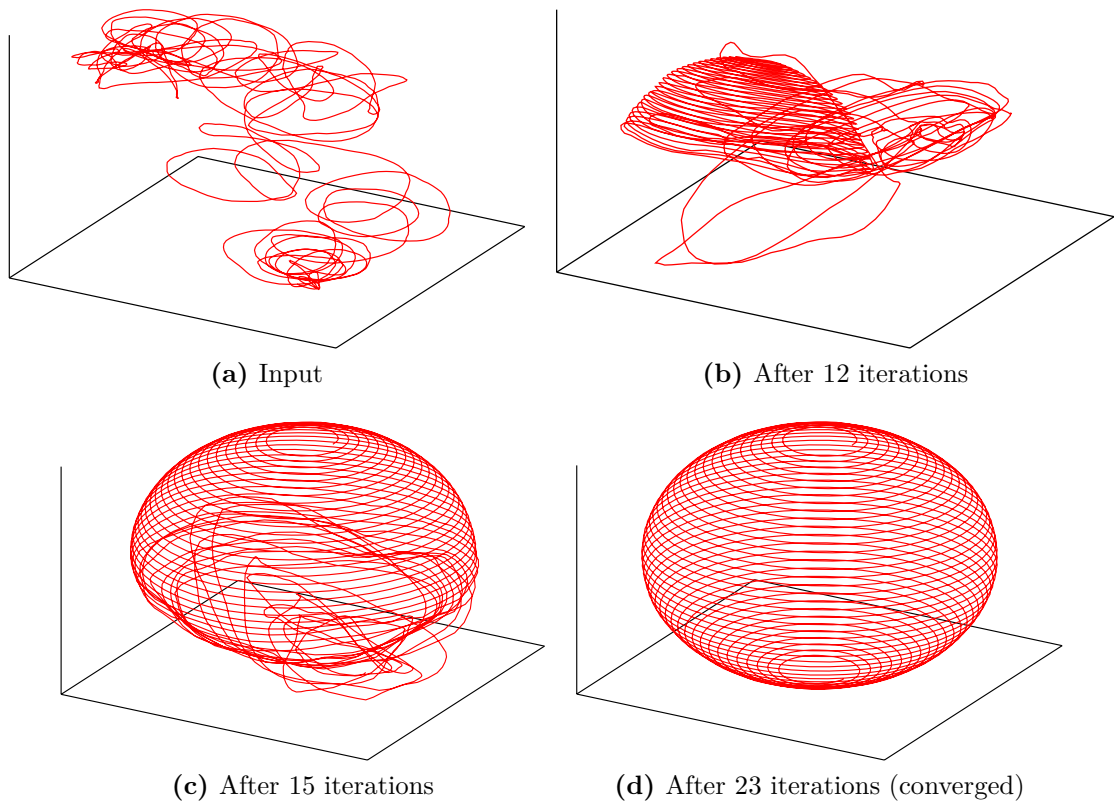 (a) Input
(b) After 12 iterations
(c) After 15 iterations
(d) After 23 iterations (converged)